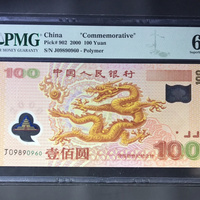 PMG
China "Commemorative"
Pick# 902 2000 100 Yuan
S/N J09890960 - Polymer
6
100
中国人民银行
J09890960
壹佰圆
100